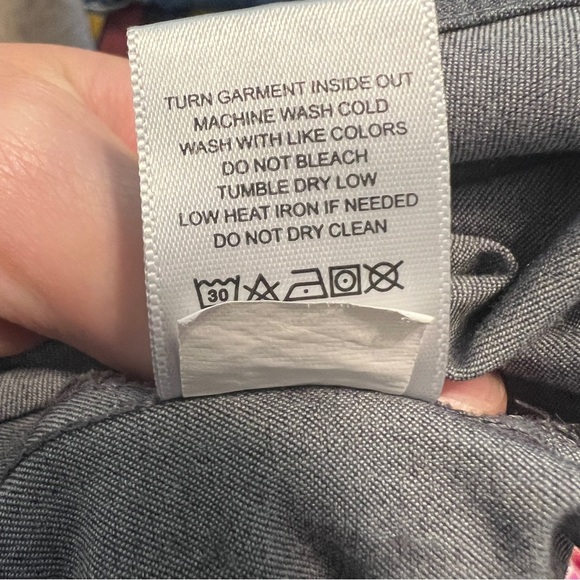 TURN GARMENT INSIDE OUT
MACHINE WASH COLD
WASH WITH LIKE COLORS
DO NOT BLEACH
TUMBLE DRY LOW
LOW HEAT IRON IF NEEDED
DO NOT DRY CLEAN
30